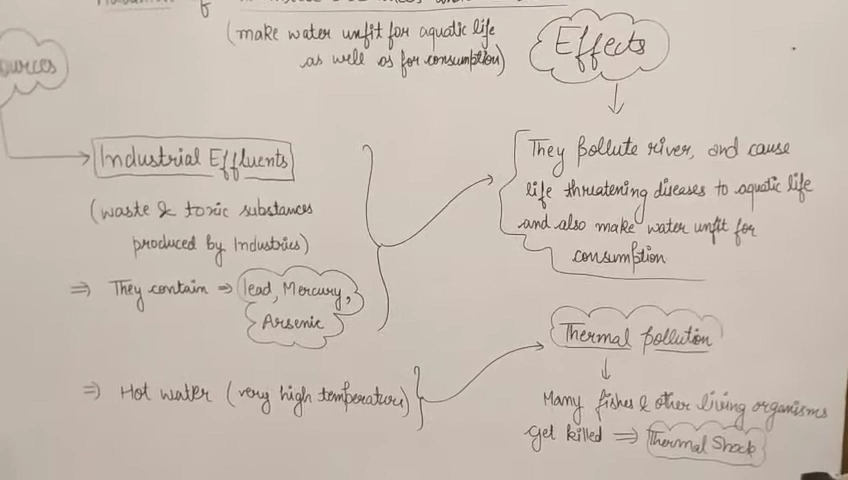 (make water unfit for aquatic life
as well as for consumption)
Effects
Industrial Effluents
(waste & toxic substances
produced by Industries)
⇒ They contain ⇒ lead, Mercury,
Arsenic
They pollute river, and cause
life threatening diseases to aquatic life
and also make water unfit for
consumption
⇒ Hot water (very high temperature)
Thermal pollution
Many fishes & other living organisms
get killed ⇒ Thermal Shock